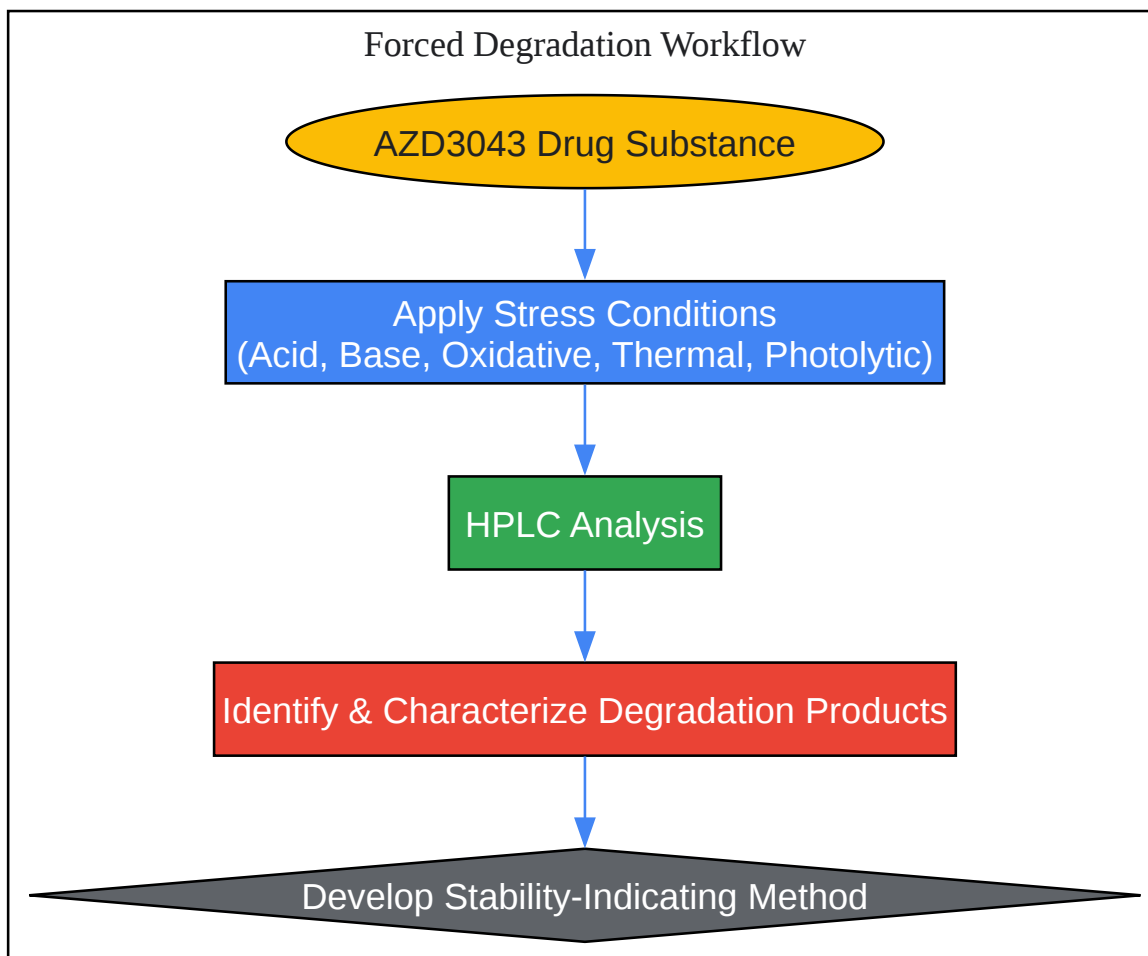 Forced Degradation Workflow
AZD3043 Drug Substance
Apply Stress Conditions
(Acid, Base, Oxidative, Thermal, Photolytic)
HPLC Analysis
Identify & Characterize Degradation Products
Develop Stability-Indicating Method